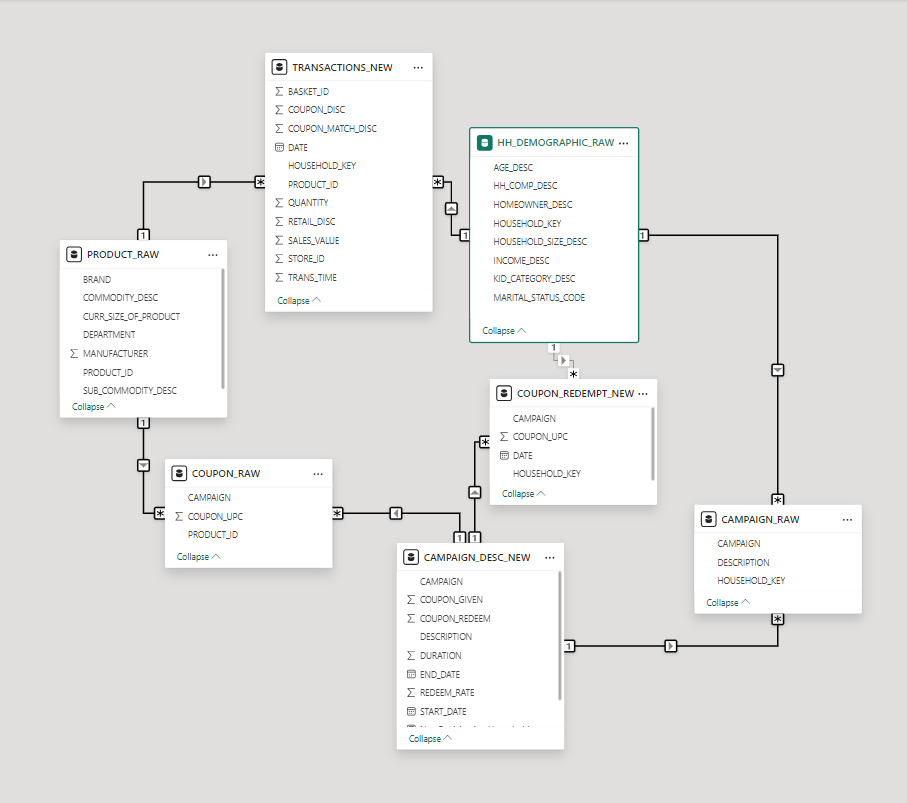 TRANSACTIONS_NEW
BASKET_ID
COUPON_DISC
COUPON_MATCH_DISC
DATE
HOUSEHOLD_KEY
PRODUCT_ID
QUANTITY
RETAIL_DISC
SALES_VALUE
STORE_ID
TRANS_TIME
Collapse
HH_DEMOGRAPHIC_RAW
AGE_DESC
HH_COMP_DESC
HOMEOWNER_DESC
HOUSEHOLD_KEY
HOUSEHOLD_SIZE_DESC
INCOME_DESC
KID_CATEGORY_DESC
MARITAL_STATUS_CODE
Collapse
PRODUCT_RAW
BRAND
COMMODITY_DESC
CURR_SIZE_OF_PRODUCT
DEPARTMENT
MANUFACTURER
PRODUCT_ID
SUB_COMMODITY_DESC
Collapse
COUPON_REDEMPT_NEW
CAMPAIGN
COUPON_UPC
DATE
HOUSEHOLD_KEY
Collapse
COUPON_RAW
CAMPAIGN
COUPON_UPC
PRODUCT_ID
Collapse
CAMPAIGN_RAW
CAMPAIGN
DESCRIPTION
HOUSEHOLD_KEY
Collapse
CAMPAIGN_DESC_NEW
CAMPAIGN
COUPON_GIVEN
COUPON_REDEEM
DESCRIPTION
DURATION
END_DATE
REDEEM_RATE
START_DATE
Collapse
1
*
1
*
1
*
1
*
1
*
1
*
1
*
1
*